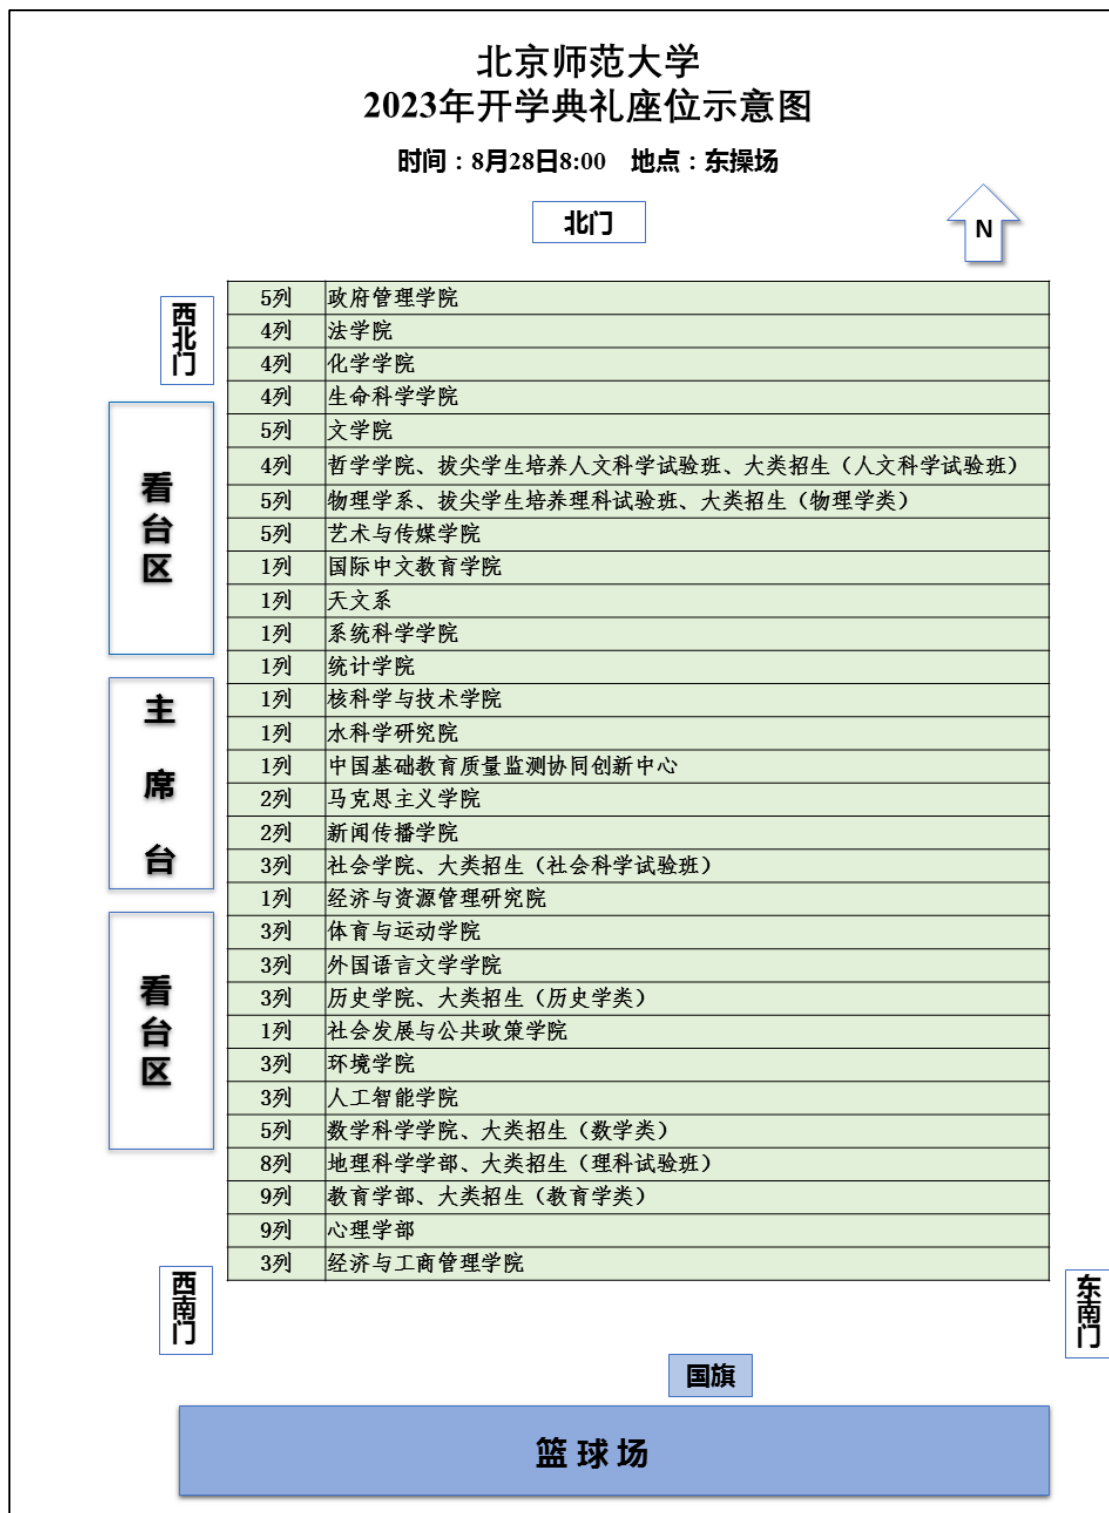 北京师范大学
2023年开学典礼座位示意图
时间：8月28日8:00 地点：东操场
北门
N
西北门
看台区
主席台
看台区
西南门
5列 政府管理学院
4列 法学院
4列 化学学院
4列 生命科学学院
5列 文学院
4列 哲学学院、拔尖学生培养人文科学试验班、大类招生（人文科学试验班）
5列 物理学系、拔尖学生培养理科试验班、大类招生（物理学类）
5列 艺术与传媒学院
1列 国际中文教育学院
1列 天文系
1列 系统科学学院
1列 统计学院
1列 核科学与技术学院
1列 水科学研究院
1列 中国基础教育质量监测协同创新中心
2列 马克思主义学院
2列 新闻传播学院
3列 社会学院、大类招生（社会科学试验班）
1列 经济与资源管理研究院
3列 体育与运动学院
3列 外国语言文学学院
3列 历史学院、大类招生（历史学类）
1列 社会发展与公共政策学院
3列 环境学院
3列 人工智能学院
5列 数学科学学院、大类招生（数学类）
8列 地理科学学部、大类招生（理科试验班）
9列 教育学部、大类招生（教育学类）
9列 心理学部
3列 经济与工商管理学院
东南门
国旗
篮球场